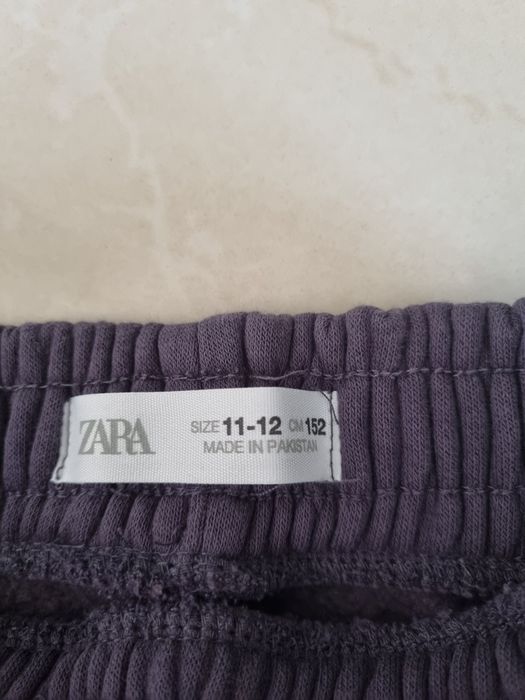 ZARA
SIZE 11-12 CM 152
MADE IN PAKISTAN